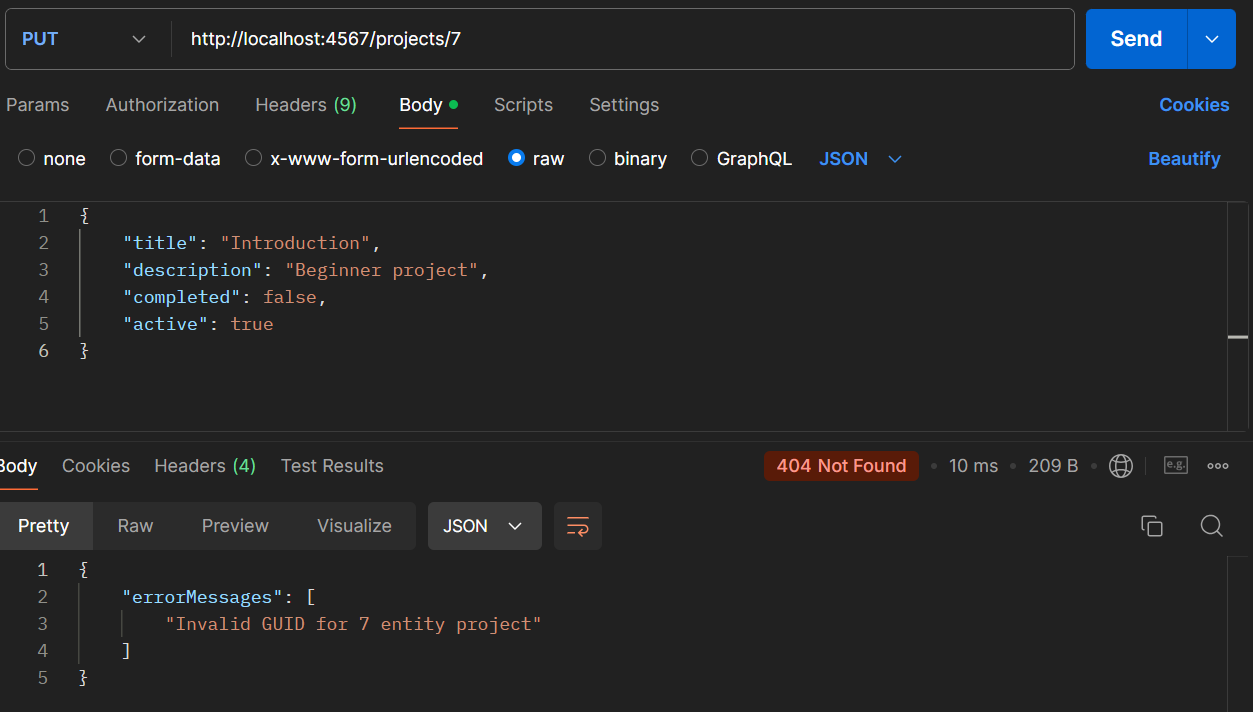 PUT http://localhost:4567/projects/7 Send
Params Authorization Headers (9) Body Scripts Settings Cookies
none form-data x-www-form-urlencoded raw binary GraphQL JSON Beautify
1 {
2 "title": "Introduction",
3 "description": "Beginner project",
4 "completed": false,
5 "active": true
6 }
Body Cookies Headers (4) Test Results 404 Not Found 10 ms 209 B e.g.
Pretty Raw Preview Visualize JSON
1 {
2 "errorMessages": [
3 "Invalid GUID for 7 entity project"
4 ]
5 }